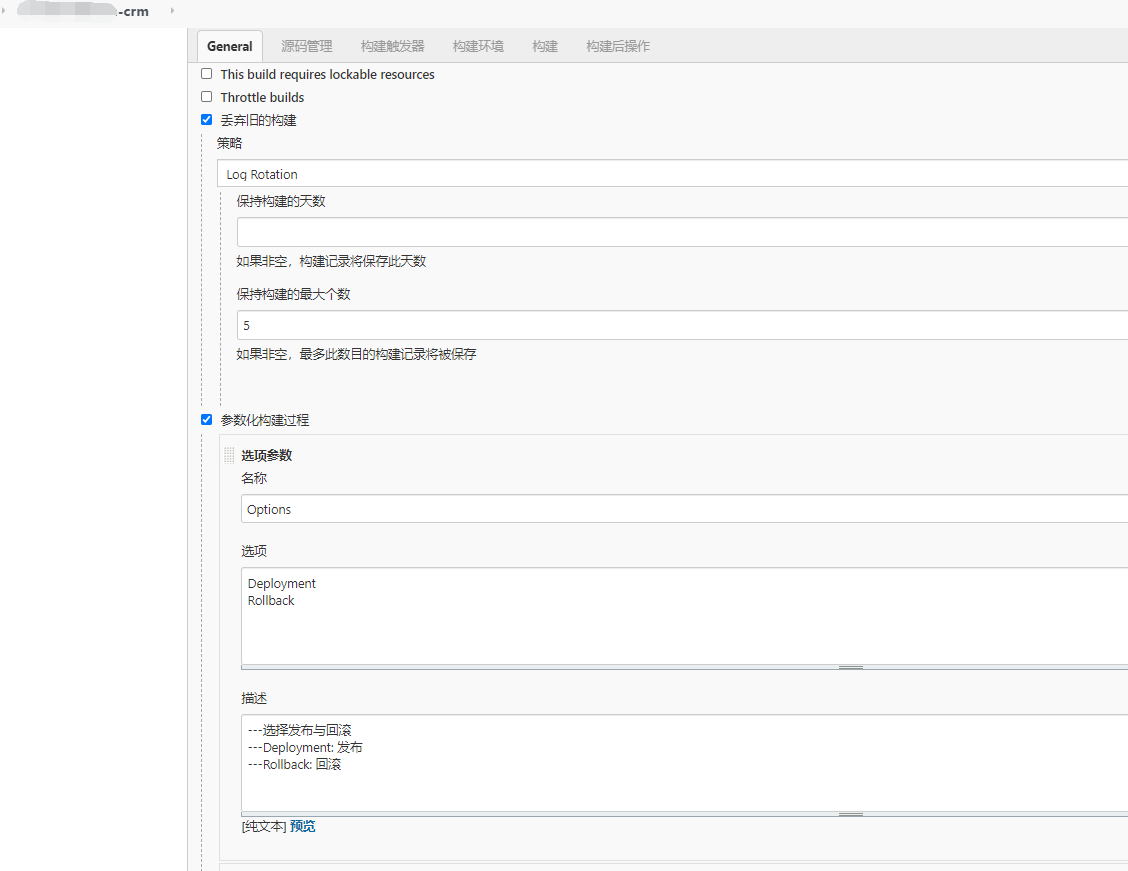 -crm
General 源码管理 构建触发器 构建环境 构建 构建后操作
This build requires lockable resources
Throttle builds
丢弃旧的构建
策略
Log Rotation
保持构建的天数
如果非空，构建记录将保存此天数
保持构建的最大个数
5
如果非空，最多此数目的构建记录将被保存
参数化构建过程
选项参数
名称
Options
选项
Deployment
Rollback
描述
---选择发布与回滚
---Deployment: 发布
---Rollback: 回滚
[纯文本] 预览